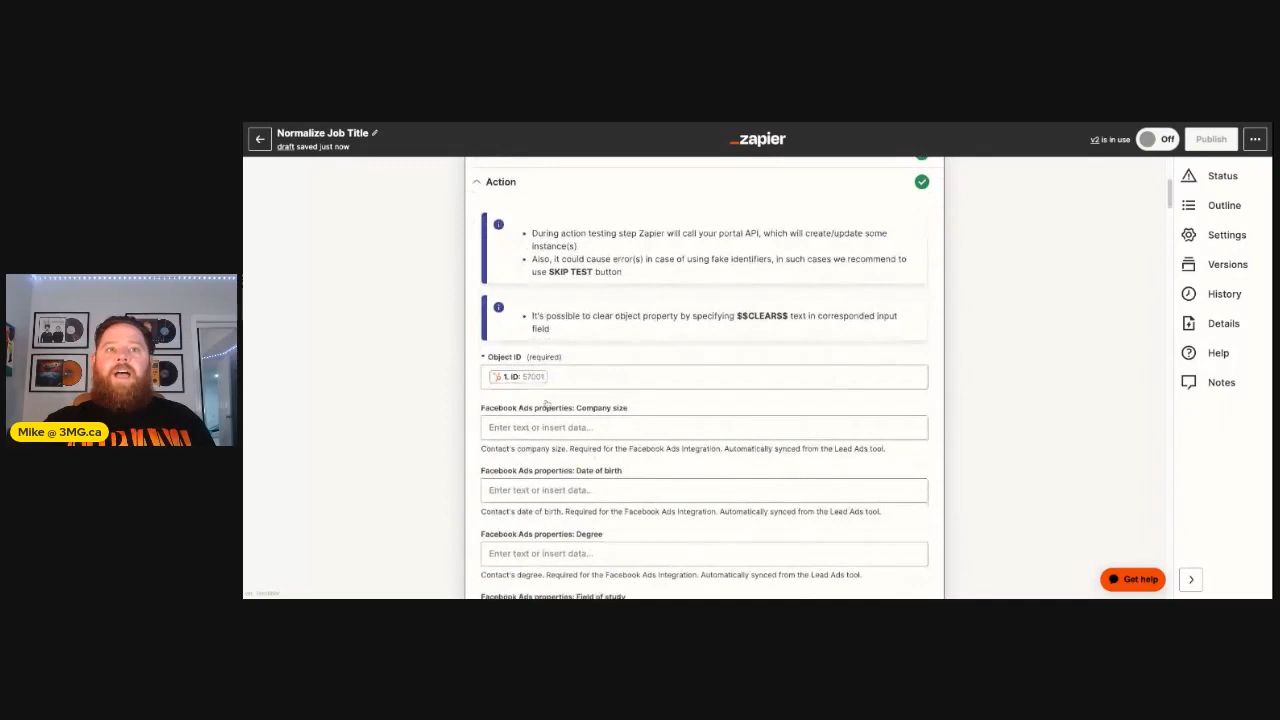 Normalize Job Title
draft saved just now
zapier
v2 is in use
Off
Publish
Action
During action testing step Zapier will call your portal API, which will create/update some
instance(s)
Also, it could cause error(s) in case of using fake identifiers, in such cases we recommend to
use SKIP TEST button
It's possible to clear object property by specifying $$CLEAR$$ text in corresponded input
field
* Object ID (required)
1. ID: 57001
Facebook Ads properties: Company size
Enter text or insert data...
Contact's company size. Required for the Facebook Ads Integration. Automatically synced from the Lead Ads tool.
Facebook Ads properties: Date of birth
Enter text or insert data...
Contact's date of birth. Required for the Facebook Ads Integration. Automatically synced from the Lead Ads tool.
Facebook Ads properties: Degree
Enter text or insert data...
Contact's degree. Required for the Facebook Ads Integration. Automatically synced from the Lead Ads tool.
Facebook Ads properties: Field of study
Status
Outline
Settings
Versions
History
Details
Help
Notes
Get help
Mike @ 3MG.ca